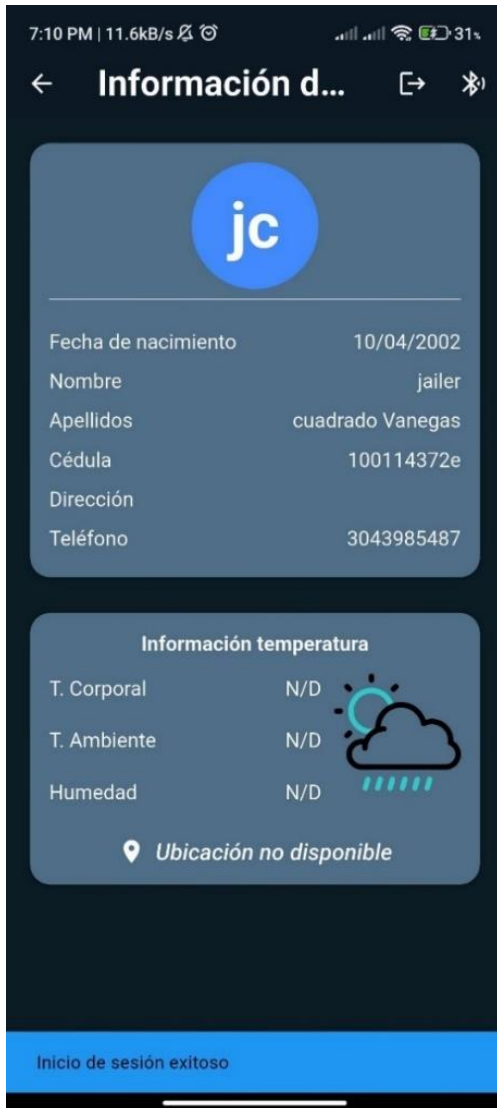 7:10 PM | 11.6kB/s 31%
Información d...
jc
Fecha de nacimiento 10/04/2002
Nombre jailer
Apellidos cuadrado Vanegas
Cédula 100114372e
Dirección
Teléfono 3043985487
Información temperatura
T. Corporal N/D
T. Ambiente N/D
Humedad N/D
Ubicación no disponible
Inicio de sesión exitoso